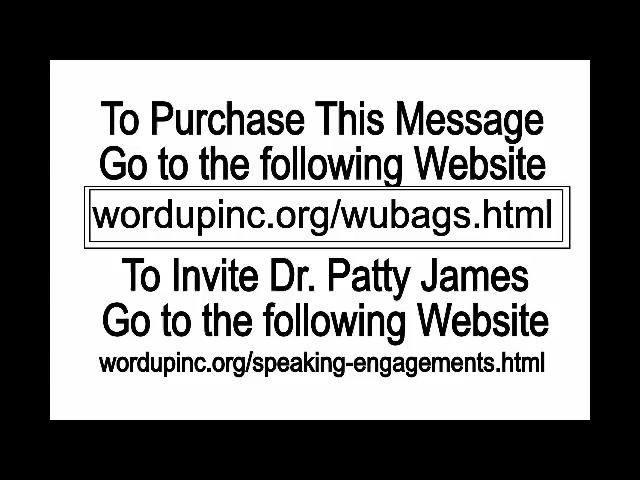 To Purchase This Message
Go to the following Website
wordupinc.org/wubags.html
To Invite Dr. Patty James
Go to the following Website
wordupinc.org/speaking-engagements.html